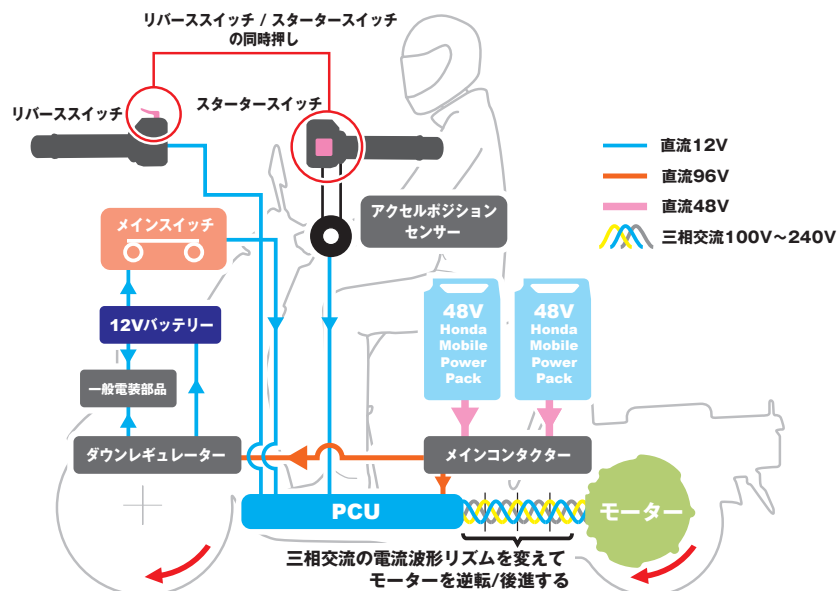 リバーススイッチ / スタータースイッチ
の同時押し
リバーススイッチ
スタータースイッチ
直流12V
直流96V
直流48V
三相交流100V〜240V
アクセルポジション
センサー
メインスイッチ
12Vバッテリー
一般電装部品
ダウンレギュレーター
48V
Honda
Mobile
Power
Pack
48V
Honda
Mobile
Power
Pack
メインコンタクター
PCU
モーター
三相交流の電流波形リズムを変えて
モーターを逆転/後進する